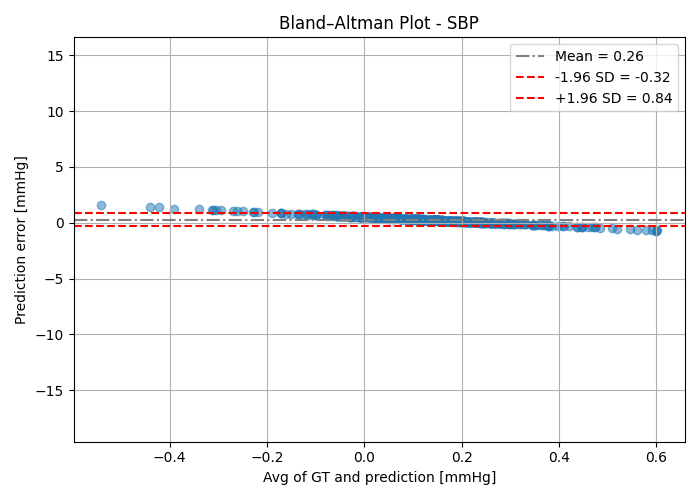 Bland–Altman Plot - SBP
Mean = 0.26
-1.96 SD = -0.32
+1.96 SD = 0.84
Prediction error [mmHg]
15
10
5
0
−5
−10
−15
−0.4
−0.2
0.0
0.2
0.4
0.6
Avg of GT and prediction [mmHg]